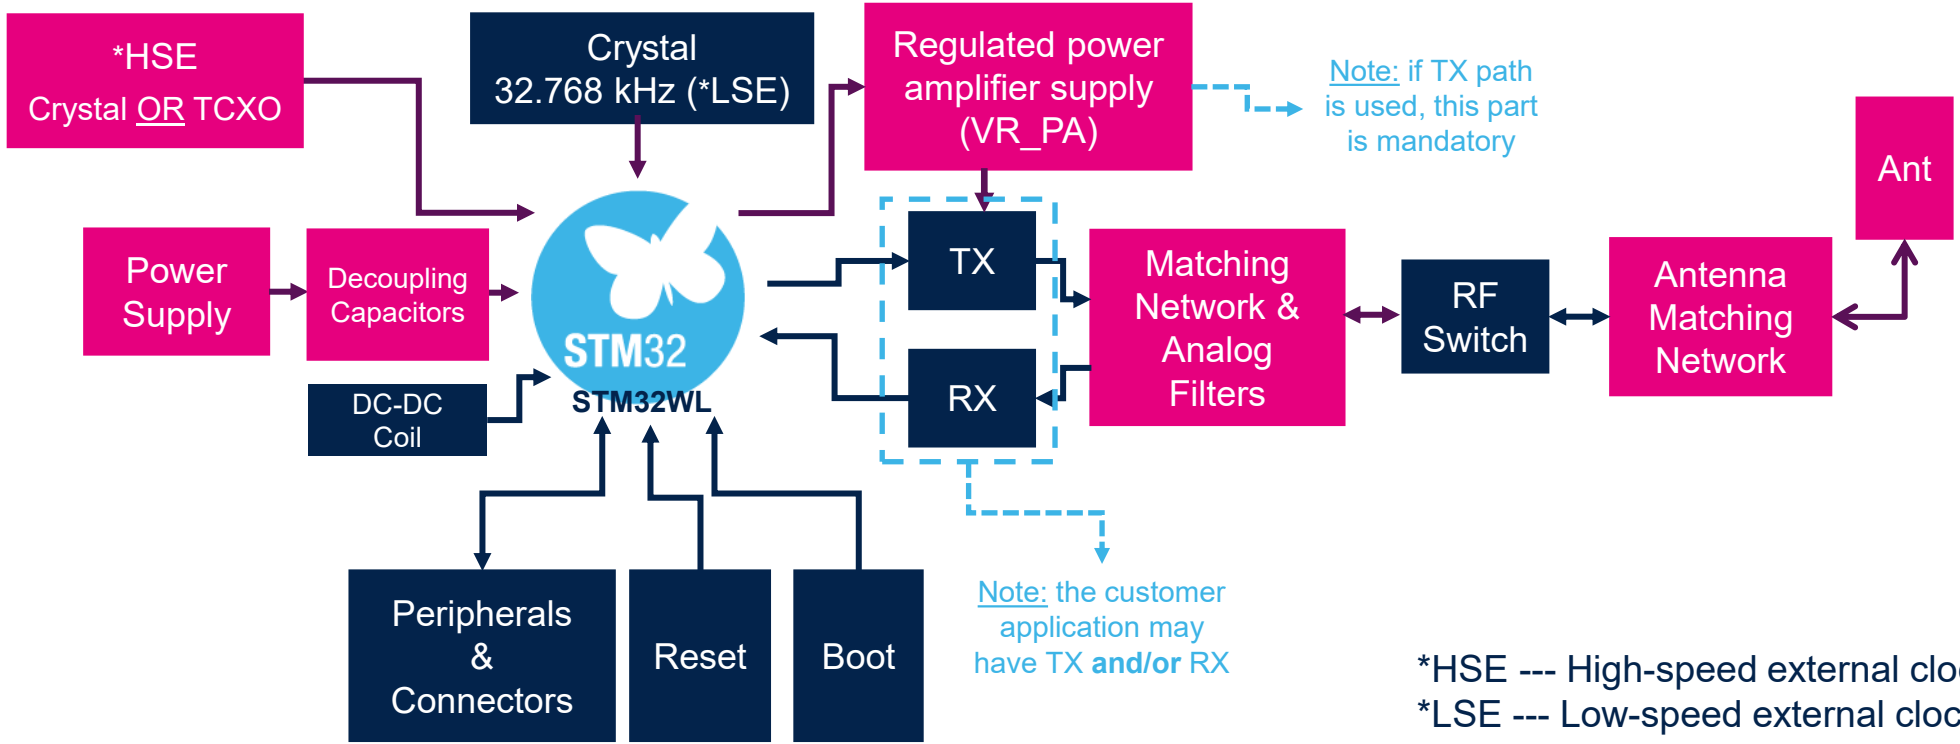 *HSE
Crystal OR TCXO
Crystal
32.768 kHz (*LSE)
Regulated power
amplifier supply
(VR_PA)
Note: if TX path
is used, this part
is mandatory
Ant
Power
Supply
Decoupling
Capacitors
STM32
STM32WL
TX
RX
Matching
Network &
Analog
Filters
RF
Switch
Antenna
Matching
Network
DC-DC
Coil
Peripherals
&
Connectors
Reset
Boot
Note: the customer
application may
have TX and/or RX
*HSE --- High-speed external
*LSE --- Low-speed external